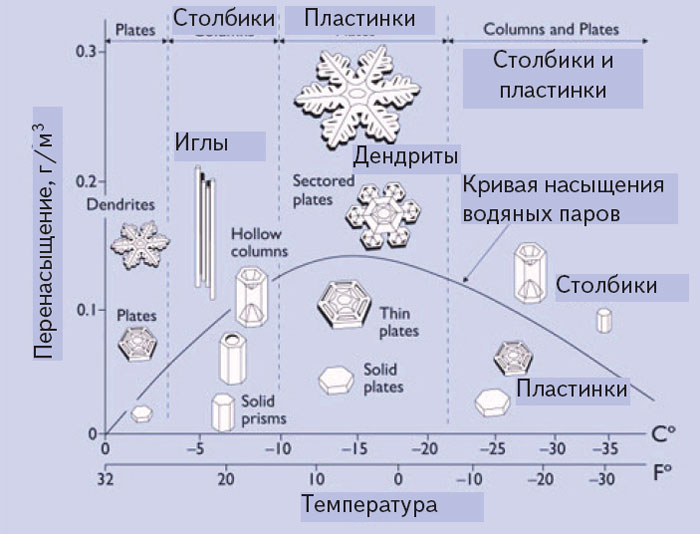 Plates
Столбики
Пластинки
Columns and Plates
Столбики и
пластинки
Перенасыщение, г/м³
0.3
0.2
0.1
0
Иглы
Дендриты
Sectored
plates
Кривая насыщения
водяных паров
Dendrites
Hollow
columns
Столбики
Plates
Thin
plates
Solid
plates
Пластинки
Solid
prisms
0 −5 −10 −15 −20 −25 −30 −35 C°
32 20 10 0 −10 −20 −30 F°
Температура